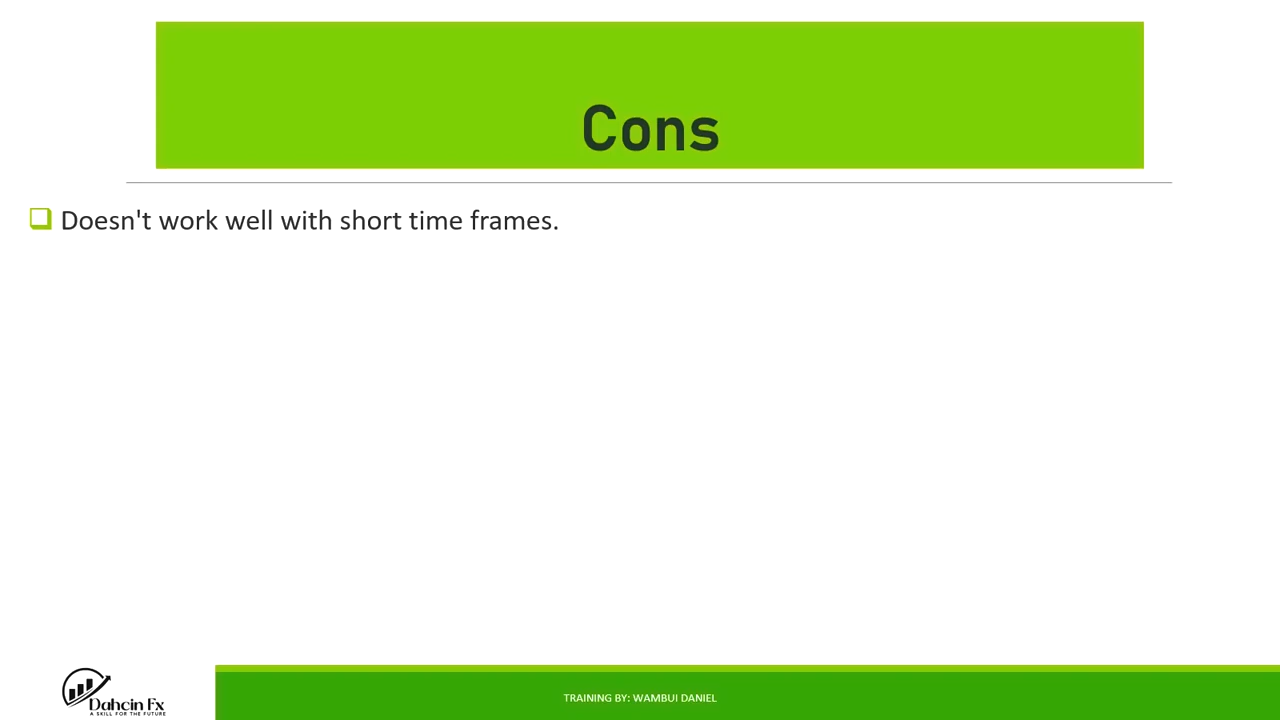 Cons
Doesn't work well with short time frames.
Dahcin Fx
A SKILL FOR THE FUTURE
TRAINING BY: WAMBUI DANIEL